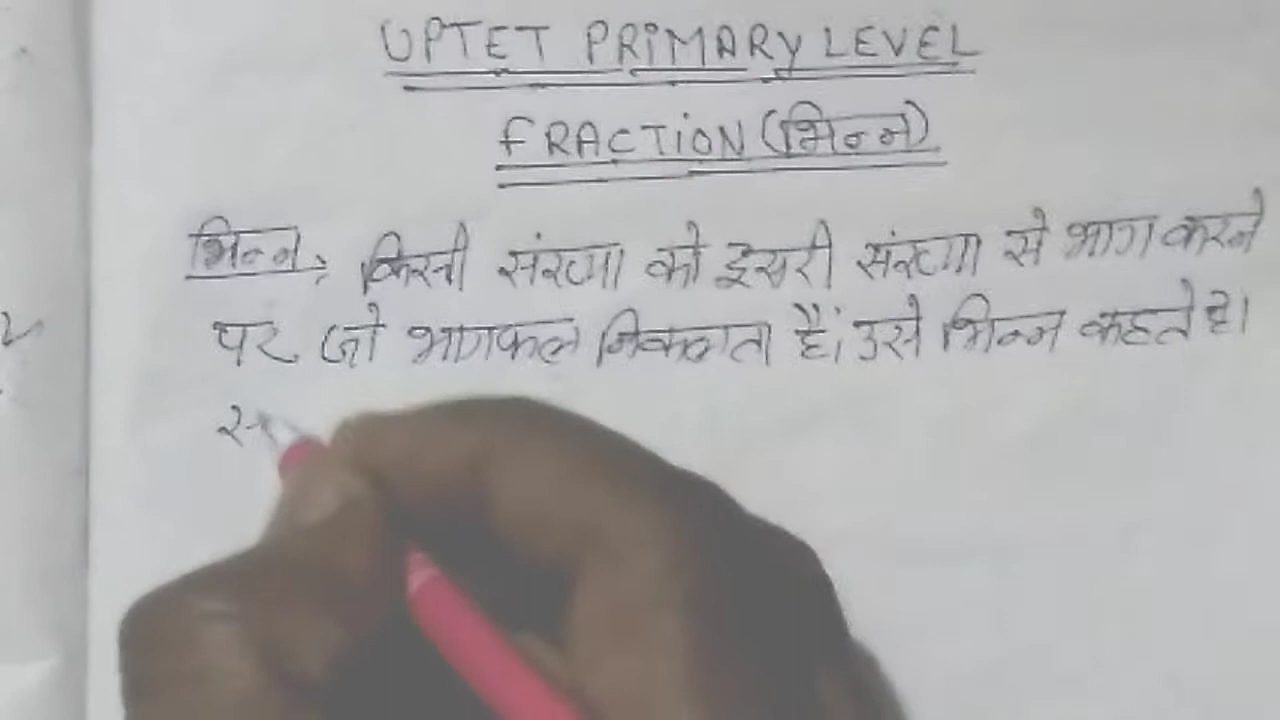 UPTET PRIMARY LEVEL
FRACTION (भिन्न)
भिन्न: किसी संख्या को दूसरी संख्या से भाग करने
पर जो भागफल निकलता है। उसे भिन्न कहते है।